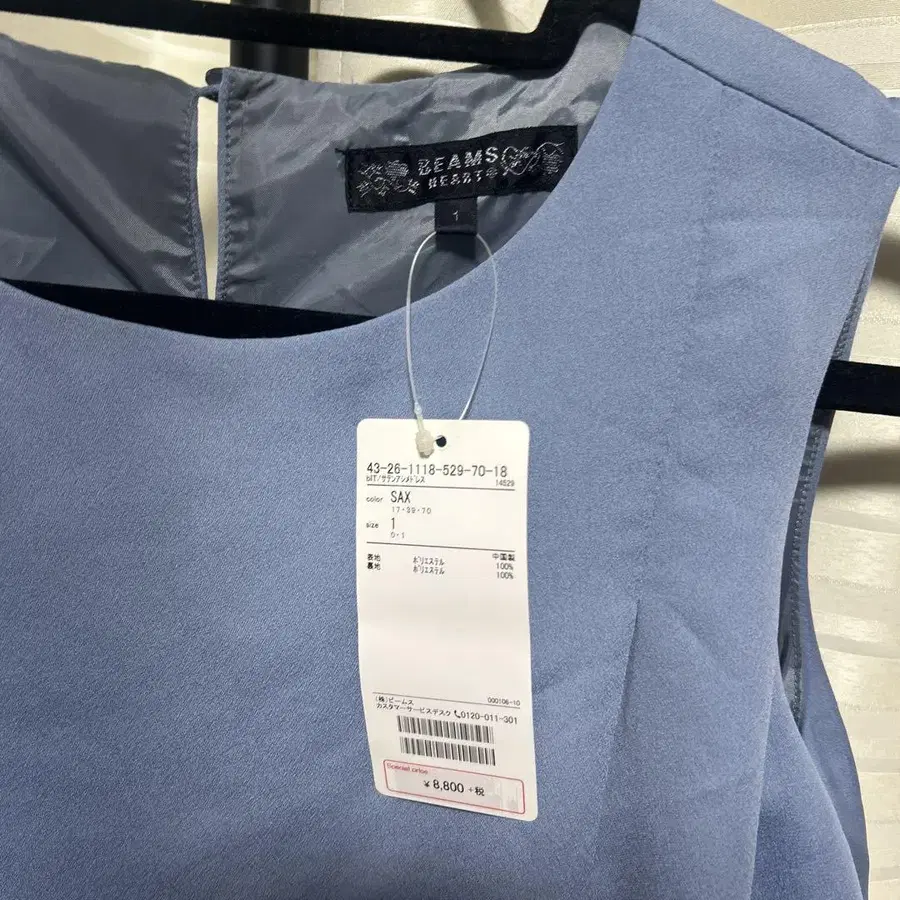 BEAMS
HEART
1
43-26-1118-529-70-18
bIT/サテンアシメドレス
14529
color SAX
17・39・70
size 1
0・1
中国製
表地 ポリエステル 100%
裏地 ポリエステル 100%
(株)ビームス 000106-10
カスタマーサービスデスク 0120-011-301
Special price
¥8,800 +税